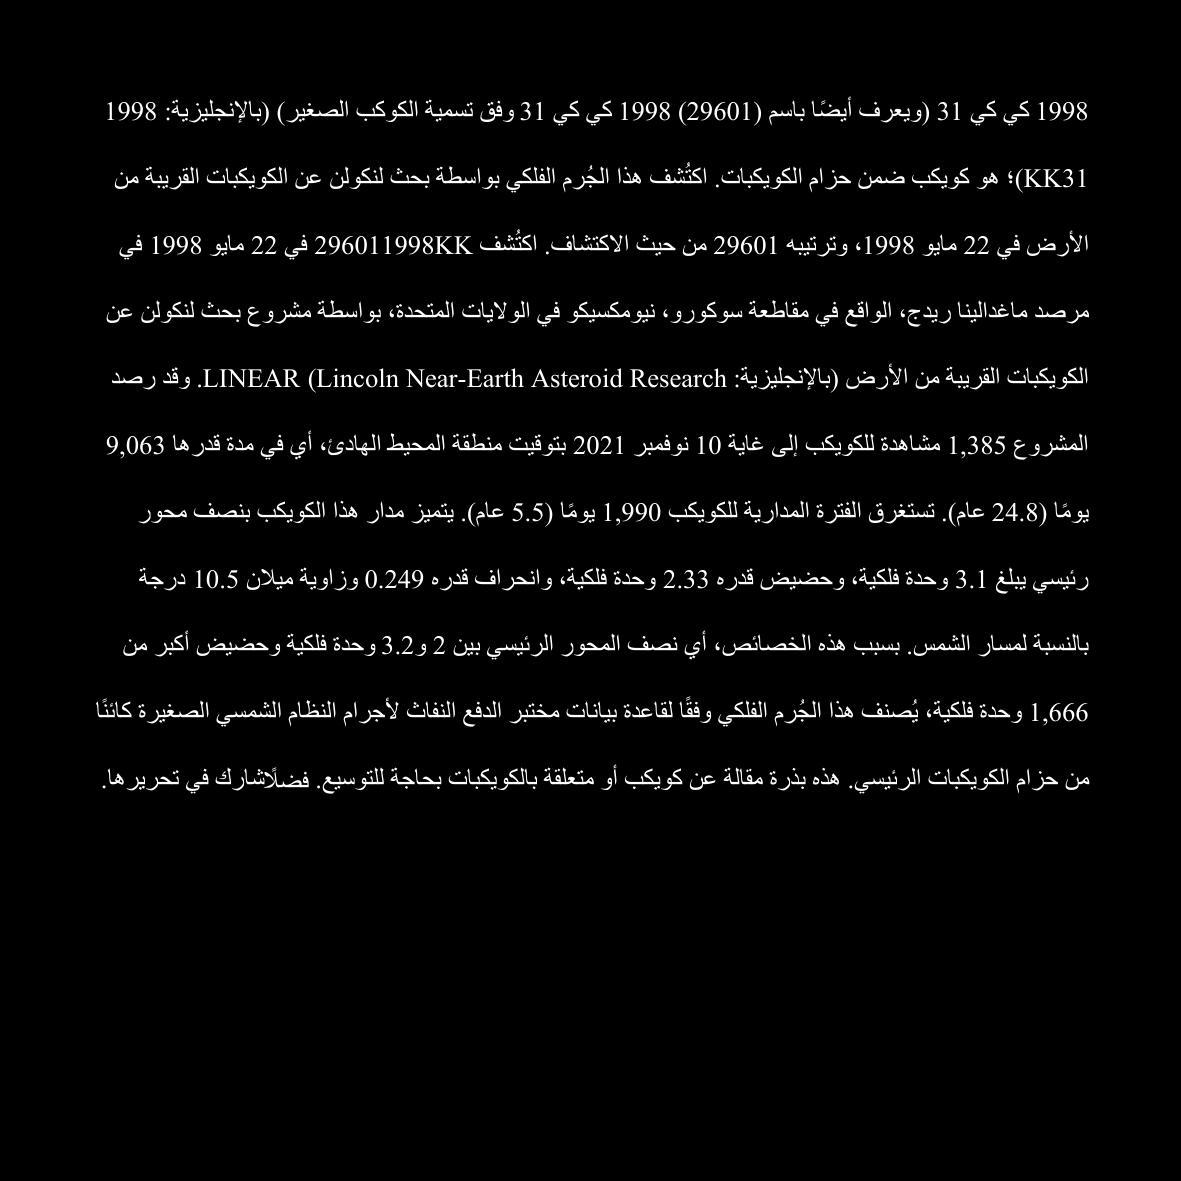 1998 كي كي 31 (ويعرف أيضًا باسم (29601) 1998 كي كي 31 وفق تسمية الكوكب الصغير) (بالإنجليزية: 1998
KK31)؛ هو كويكب ضمن حزام الكويكبات. اكتُشف هذا الجُرم الفلكي بواسطة بحث لنكولن عن الكويكبات القريبة من
الأرض في 22 مايو 1998، وترتيبه 29601 من حيث الاكتشاف. اكتُشف 296011998KK في 22 مايو 1998 في
مرصد ماغدالينا ريدج، الواقع في مقاطعة سوكورو، نيومكسيكو في الولايات المتحدة، بواسطة مشروع بحث لنكولن عن
الكويكبات القريبة من الأرض (بالإنجليزية: LINEAR (Lincoln Near-Earth Asteroid Research. وقد رصد
المشروع 1,385 مشاهدة للكويكب إلى غاية 10 نوفمبر 2021 بتوقيت منطقة المحيط الهادئ، أي في مدة قدرها 9,063
يومًا (24.8 عام). تستغرق الفترة المدارية للكويكب 1,990 يومًا (5.5 عام). يتميز مدار هذا الكويكب بنصف محور
رئيسي يبلغ 3.1 وحدة فلكية، وحضيض قدره 2.33 وحدة فلكية، وانحراف قدره 0.249 وزاوية ميلان 10.5 درجة
بالنسبة لمسار الشمس. بسبب هذه الخصائص، أي نصف المحور الرئيسي بين 2 و3.2 وحدة فلكية وحضيض أكبر من
1,666 وحدة فلكية، يُصنف هذا الجُرم الفلكي وفقًا لقاعدة بيانات مختبر الدفع النفاث لأجرام النظام الشمسي الصغيرة كائنًا
من حزام الكويكبات الرئيسي. هذه بذرة مقالة عن كويكب أو متعلقة بالكويكبات بحاجة للتوسيع. فضلًاشارك في تحريرها.